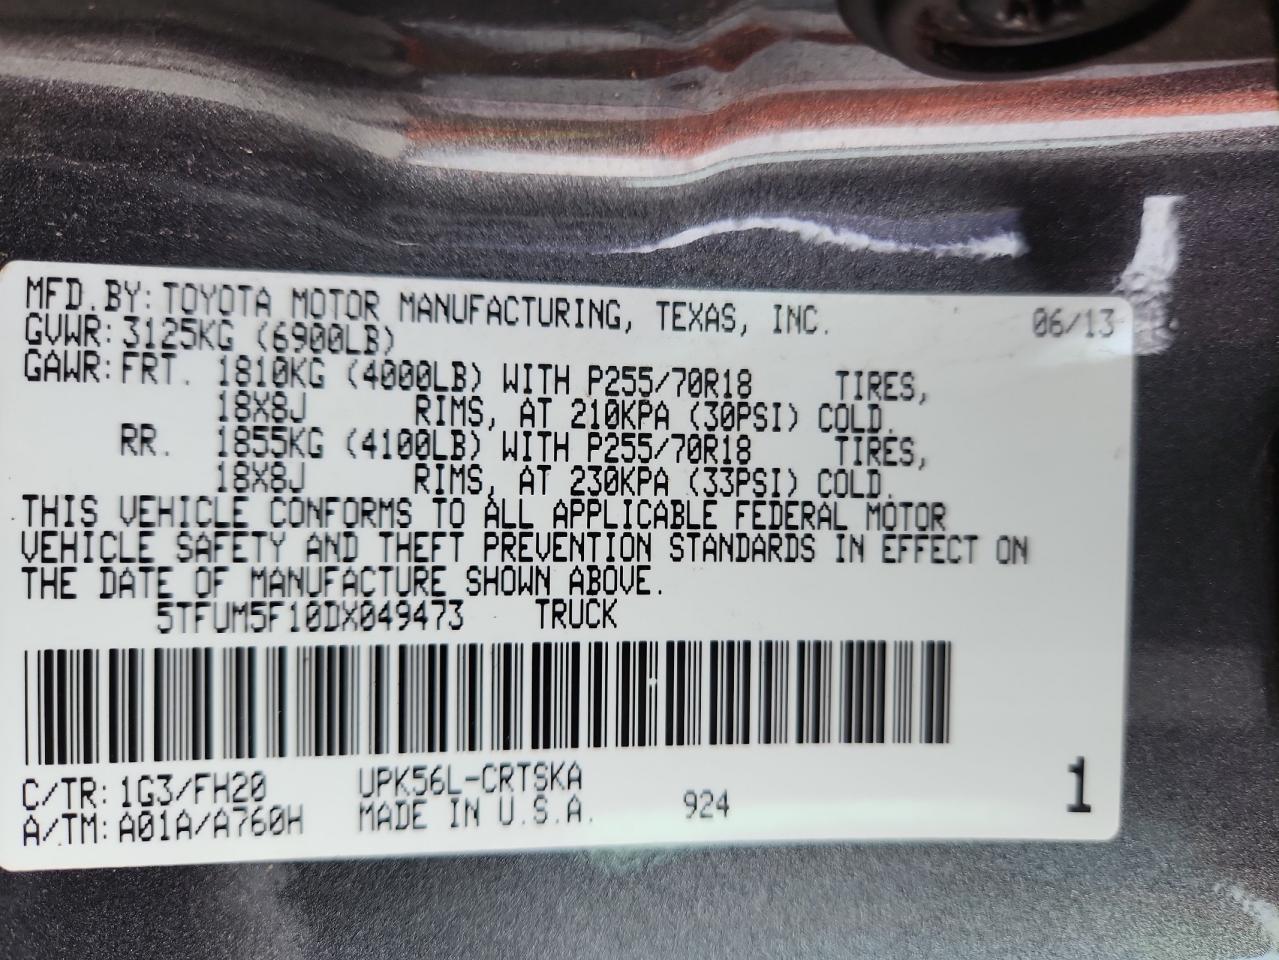 MFD.BY: TOYOTA MOTOR MANUFACTURING, TEXAS, INC. 06/13
GVWR: 3125KG (6900LB)
GAWR: FRT. 1810KG (4000LB) WITH P255/70R18 TIRES,
18X8J RIMS, AT 210KPA (30PSI) COLD.
RR. 1855KG (4100LB) WITH P255/70R18 TIRES,
18X8J RIMS, AT 230KPA (33PSI) COLD.
THIS VEHICLE CONFORMS TO ALL APPLICABLE FEDERAL MOTOR
VEHICLE SAFETY AND THEFT PREVENTION STANDARDS IN EFFECT ON
THE DATE OF MANUFACTURE SHOWN ABOVE.
5TFUM5F10DX049473 TRUCK
C/TR: 1G3/FH20 UPK56L-CRTSKA
A/TM: A01A/A760H MADE IN U.S.A. 924 1